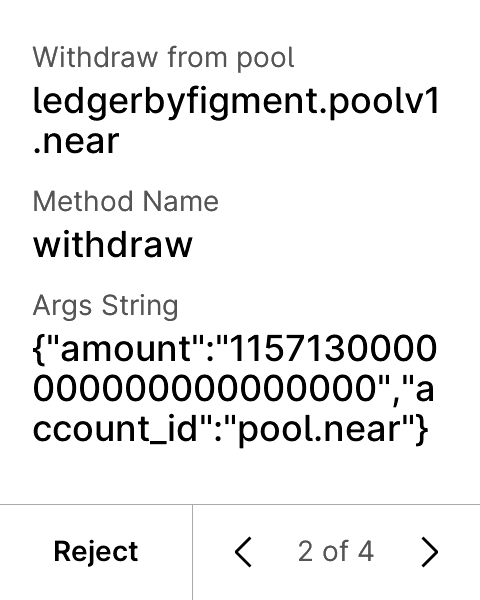 Withdraw from pool
ledgerbyfigment.poolv1
.near
Method Name
withdraw
Args String
{"amount":"1157130000
000000000000000","a
ccount_id":"pool.near"}
Reject
2 of 4